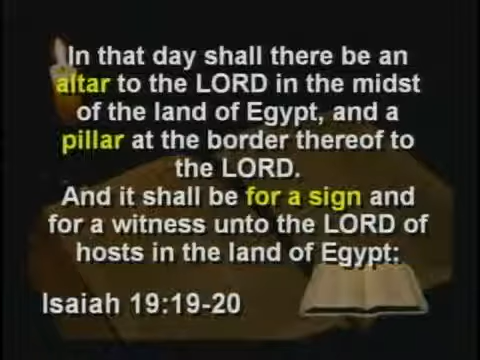 In that day shall there be an
altar to the LORD in the midst
of the land of Egypt, and a
pillar at the border thereof to
the LORD.
And it shall be for a sign and
for a witness unto the LORD of
hosts in the land of Egypt:
Isaiah 19:19-20